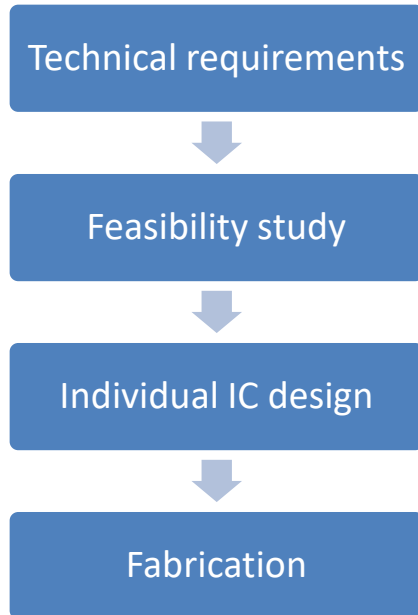 Technical requirements
Feasibility study
Individual IC design
Fabrication